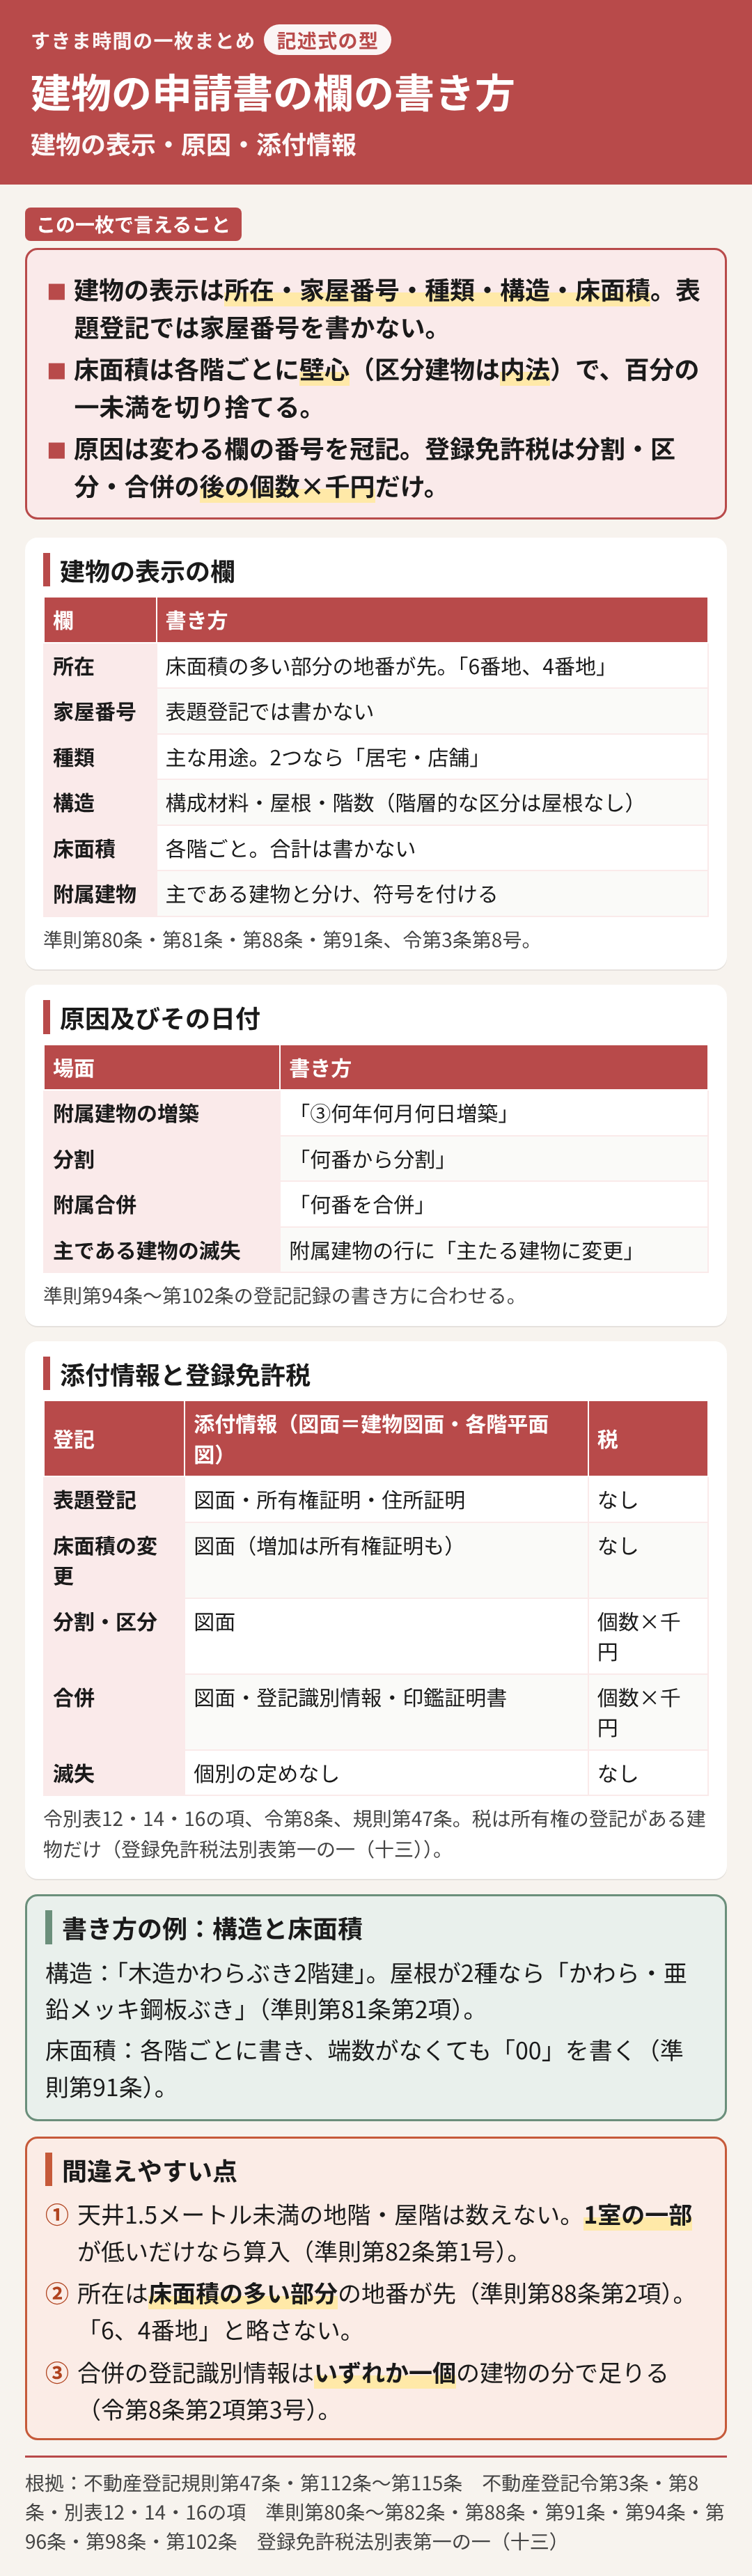 すきま時間の一枚まとめ 記述式の型
建物の申請書の欄の書き方
建物の表示・原因・添付情報
この一枚で言えること
■ 建物の表示は所在・家屋番号・種類・構造・床面積。表
題登記では家屋番号を書かない。
■ 床面積は各階ごとに壁心（区分建物は内法）で、百分の
一未満を切り捨てる。
■ 原因は変わる欄の番号を冠記。登録免許税は分割・区
分・合併の後の個数×千円だけ。
建物の表示の欄
欄 書き方
所在 床面積の多い部分の地番が先。「6番地、4番地」
家屋番号 表題登記では書かない
種類 主な用途。2つなら「居宅・店舗」
構造 構成材料・屋根・階数（階層的な区分は屋根なし）
床面積 各階ごと。合計は書かない
附属建物 主である建物と分け、符号を付ける
準則第80条・第81条・第88条・第91条、令第3条第8号。
原因及びその日付
場面 書き方
附属建物の増築 「③何年何月何日増築」
分割 「何番から分割」
附属合併 「何番を合併」
主である建物の滅失 附属建物の行に「主たる建物に変更」
準則第94条〜第102条の登記記録の書き方に合わせる。
添付情報と登録免許税
登記 添付情報（図面＝建物図面・各階平面
図） 税
表題登記 図面・所有権証明・住所証明 なし
床面積の変
更 図面（増加は所有権証明も） なし
分割・区分 図面 個数×千
円
合併 図面・登記識別情報・印鑑証明書 個数×千
円
滅失 個別の定めなし なし
令別表12・14・16の項、令第8条、規則第47条。税は所有権の登記がある建
物だけ（登録免許税法別表第一の一（十三））。
書き方の例：構造と床面積
構造：「木造かわらぶき2階建」。屋根が2種なら「かわら・亜
鉛メッキ鋼板ぶき」（準則第81条第2項）。
床面積：各階ごとに書き、端数がなくても「00」を書く（準
則第91条）。
間違えやすい点
① 天井1.5メートル未満の地階・屋階は数えない。1室の一部
が低いだけなら算入（準則第82条第1号）。
② 所在は床面積の多い部分の地番が先（準則第88条第2項）。
「6、4番地」と略さない。
③ 合併の登記識別情報はいずれか一個の建物の分で足りる
（令第8条第2項第3号）。
根拠：不動産登記規則第47条・第112条〜第115条　不動産登記令第3条・第8
条・別表12・14・16の項　準則第80条〜第82条・第88条・第91条・第94条・第
96条・第98条・第102条　登録免許税法別表第一の一（十三）